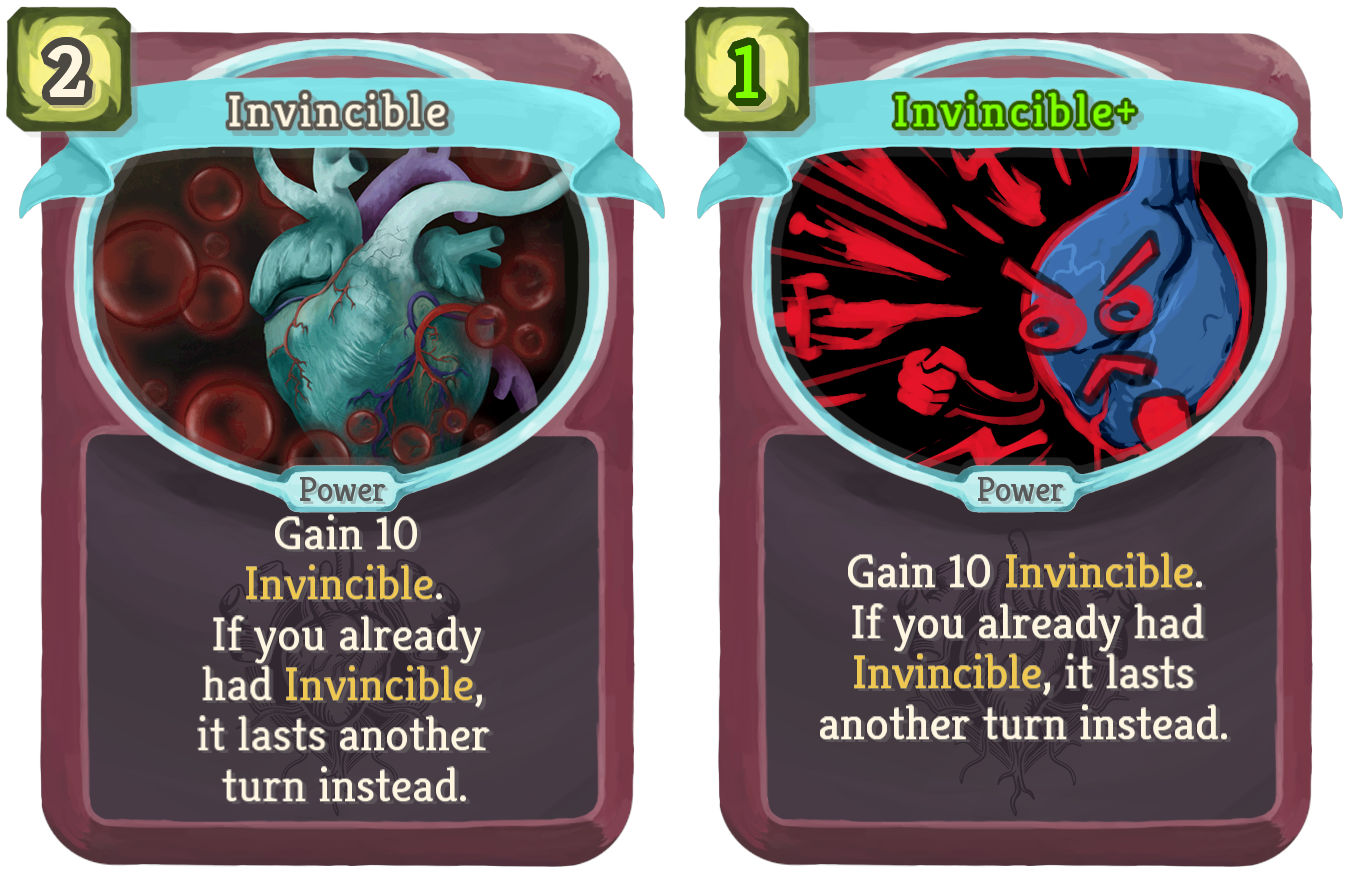 2
Invincible
Power
Gain 10
Invincible.
If you already
had Invincible,
it lasts another
turn instead.
1
Invincible+
Power
Gain 10 Invincible.
If you already had
Invincible, it lasts
another turn instead.